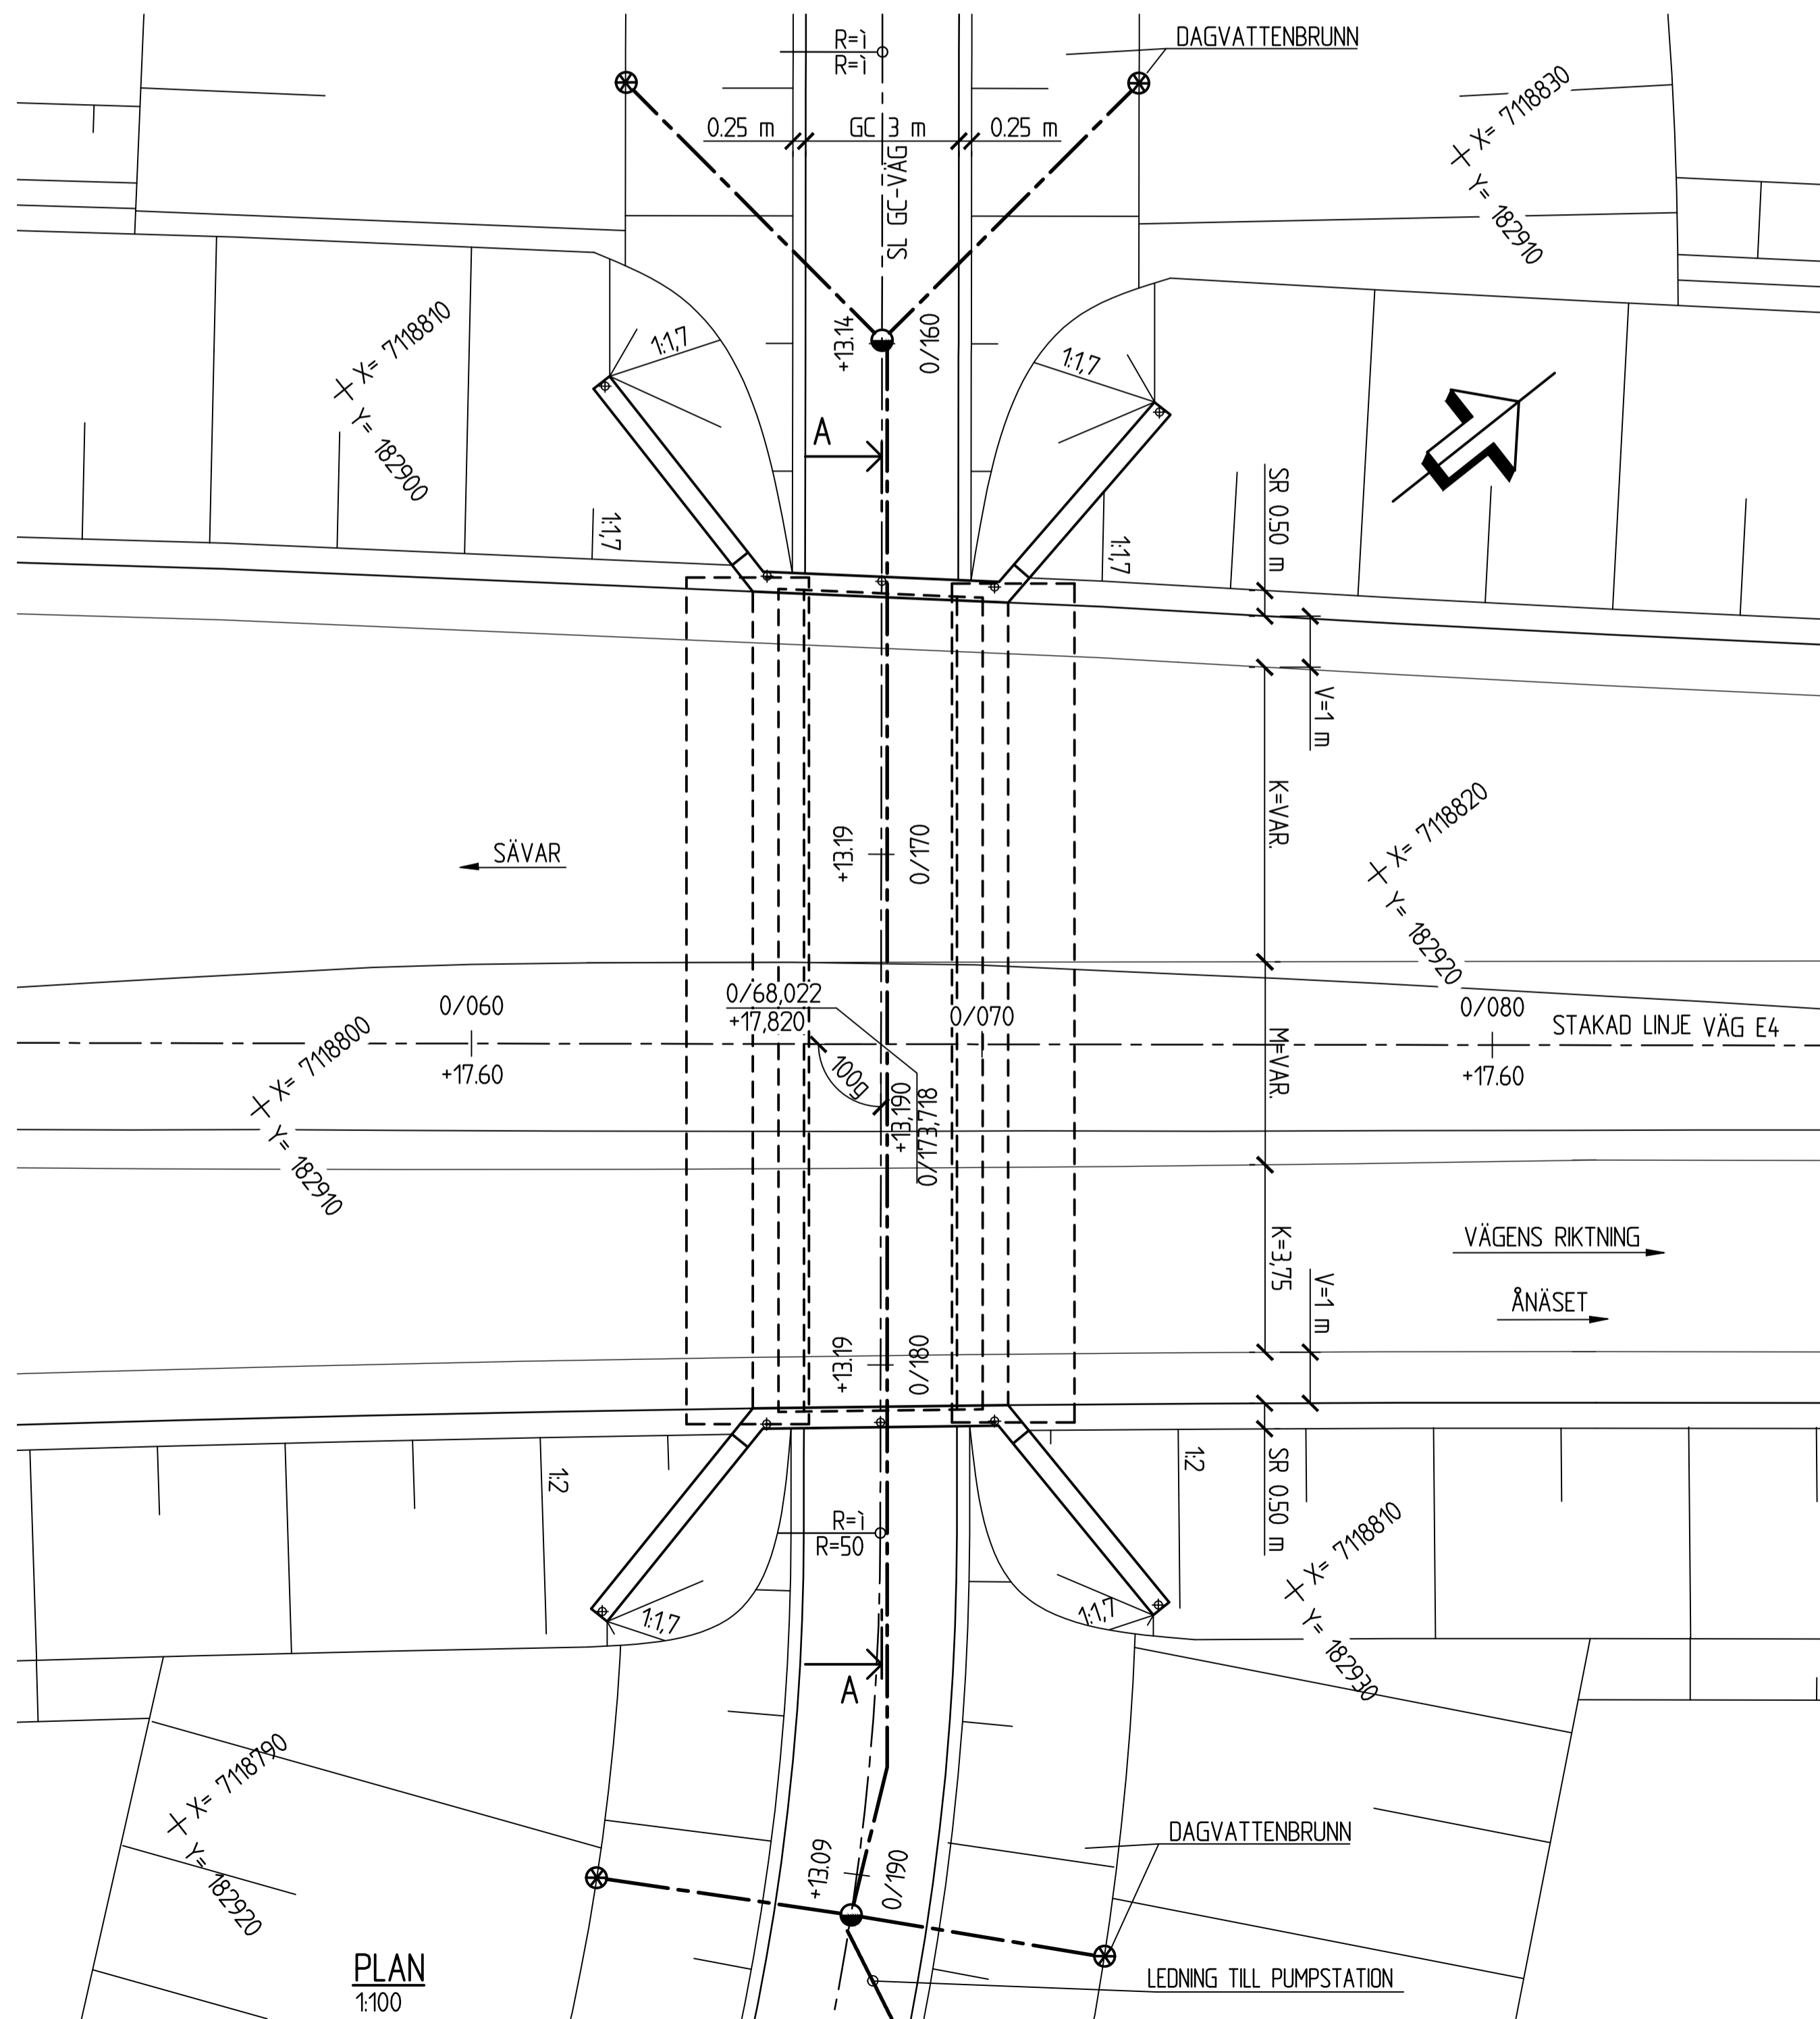 R=ì
R=ì
DAGVATTENBRUNN
0.25 m
GC 3 m
0.25 m
SL GC-VÄG
X= 7118830
Y= 182910
X= 7118810
Y= 182900
+13.14
0/160
1:1,7
1:1,7
A
SR 0.50 m
1:1,7
1:1,7
V=1 m
K=VAR.
SÄVAR
+13.19
0/170
X= 7118820
Y= 182920
0/68,022
+17,820
0/060
+17.60
0/070
0/080
+17.60
STAKAD LINJE VÄG E4
M=VAR.
X= 7118800
Y= 182910
100g
+13,190
0/173,718
VÄGENS RIKTNING
K=3,75
V=1 m
ÅNÄSET
+13.19
0/180
1:2
1:2
SR 0.50 m
R=ì
R=50
X= 7118810
Y= 182930
1:1,7
1:1,7
A
X= 7118790
Y= 182920
DAGVATTENBRUNN
+13.09
0/190
PLAN
1:100
LEDNING TILL PUMPSTATION